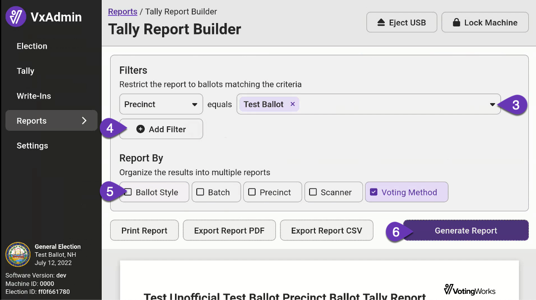 VxAdmin
Election
Tally
Write-Ins
Reports
Settings
General Election
Test Ballot, NH
July 12, 2022
Software Version: dev
Machine ID: 0000
Election ID: ff0f661780
Reports / Tally Report Builder
Tally Report Builder
Eject USB
Lock Machine
Filters
Restrict the report to ballots matching the criteria
Precinct equals Test Ballot × 3
4 Add Filter
Report By
Organize the results into multiple reports
5 Ballot Style Batch Precinct Scanner Voting Method
Print Report Export Report PDF Export Report CSV 6 Generate Report
VotingWorks
Test Unofficial Test Ballot Precinct Ballot Tally Report